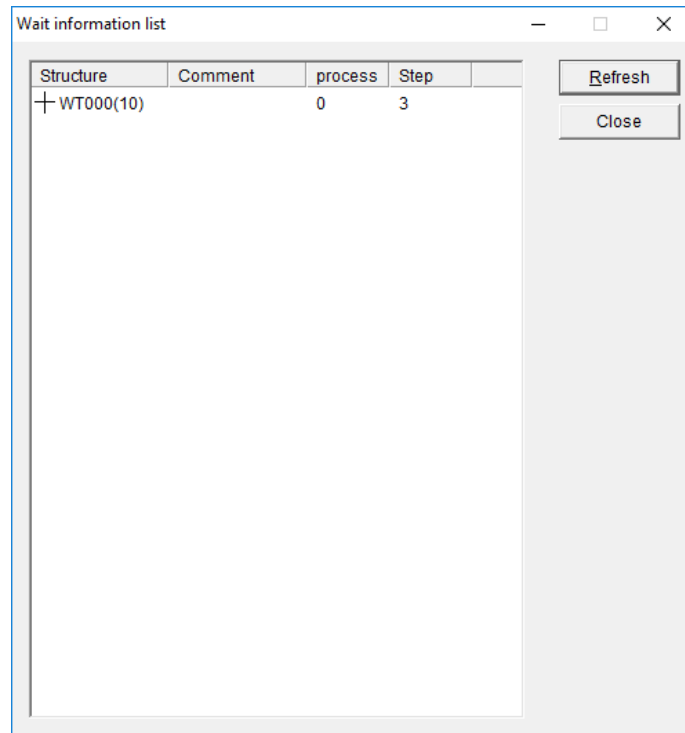 Wait information list
Structure Comment process Step Refresh
WT000(10) 0 3
Close